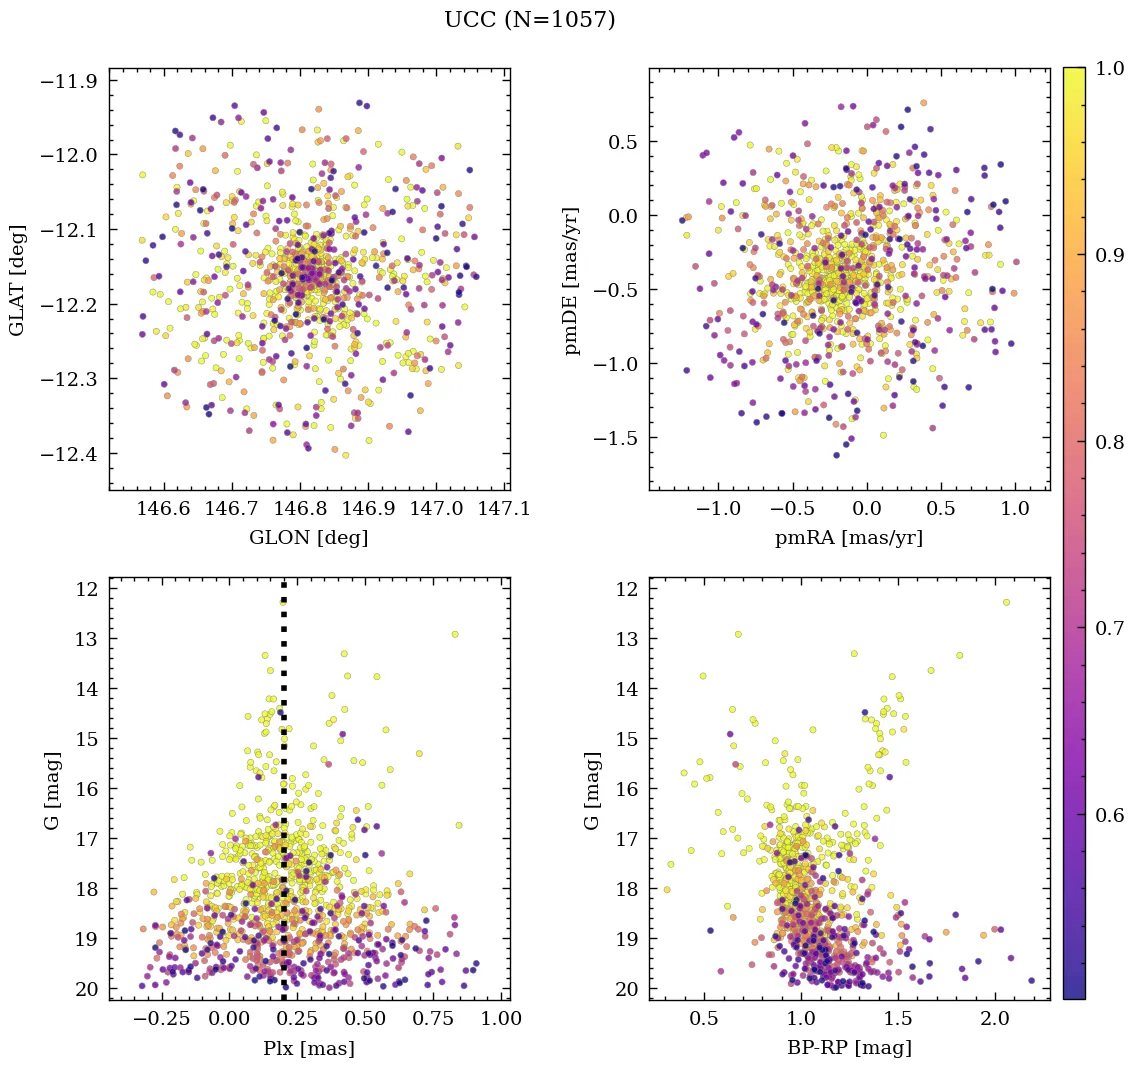 UCC (N=1057)
−11.9
−12.0
−12.1
−12.2
−12.3
−12.4
GLAT [deg]
146.6 146.7 146.8 146.9 147.0 147.1
GLON [deg]
0.5
0.0
−0.5
−1.0
−1.5
pmDE [mas/yr]
−1.0 −0.5 0.0 0.5 1.0
pmRA [mas/yr]
1.0
0.9
0.8
0.7
0.6
12
13
14
15
16
17
18
19
20
G [mag]
−0.25 0.00 0.25 0.50 0.75 1.00
Plx [mas]
12
13
14
15
16
17
18
19
20
G [mag]
0.5 1.0 1.5 2.0
BP-RP [mag]